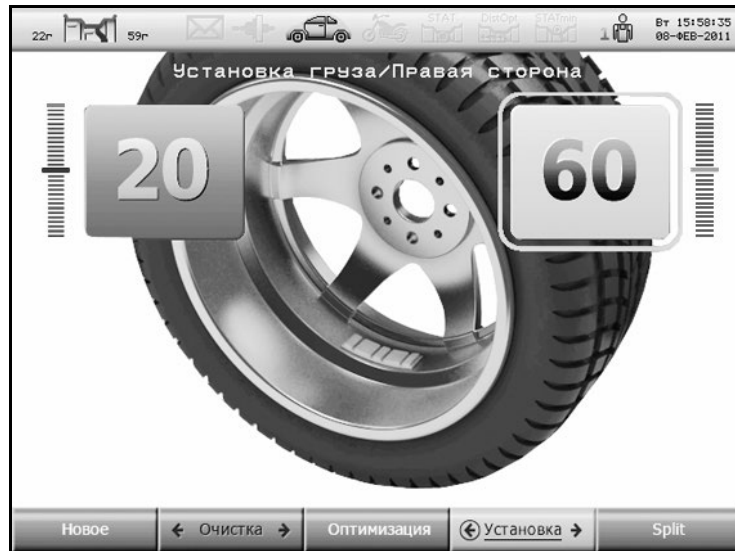 22г 59г STAT DistOpt STATmin 1 Вт 15:58:35
08-ФЕВ-2011
Установка груза/Правая сторона
20 60
Новое ← Очистка → Оптимизация ← Установка → Split